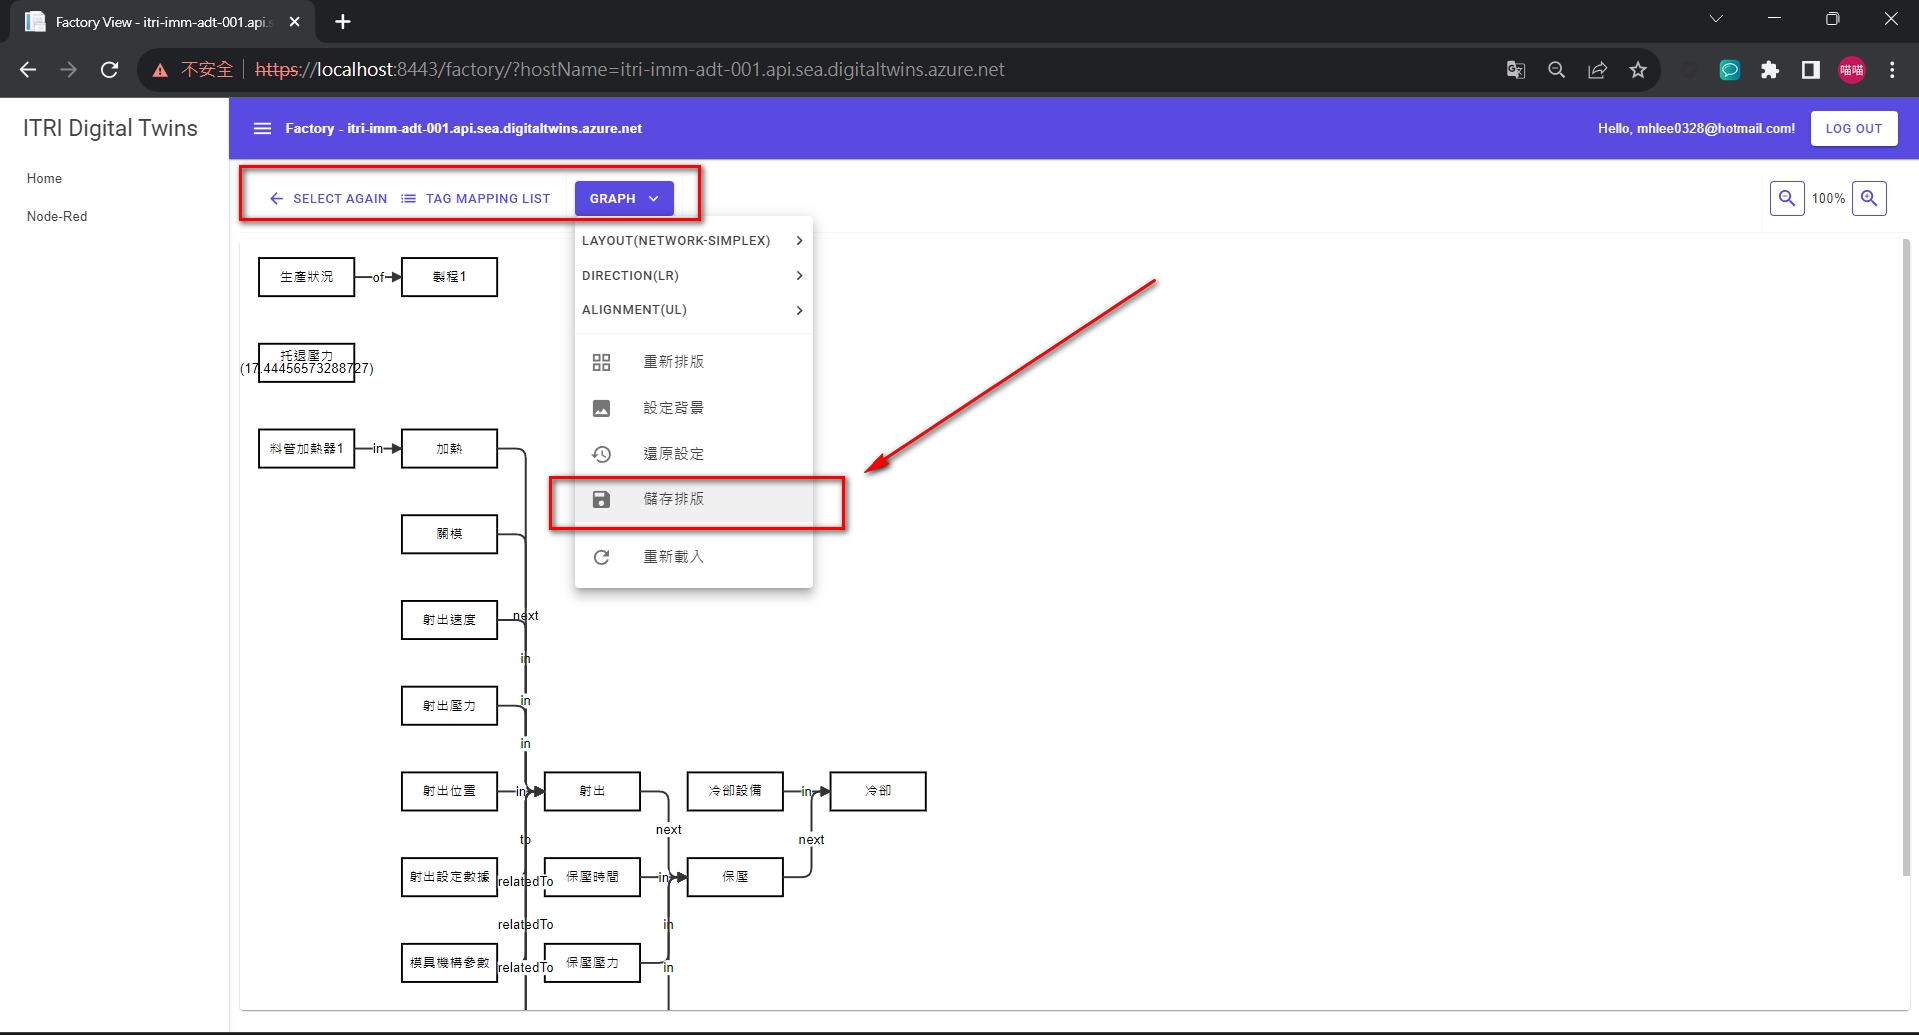 Factory View - itri-imm-adt-001.api.s
不安全 https://localhost:8443/factory/?hostName=itri-imm-adt-001.api.sea.digitaltwins.azure.net
喵喵
ITRI Digital Twins
Factory - itri-imm-adt-001.api.sea.digitaltwins.azure.net
Hello, mhlee0328@hotmail.com!
LOG OUT
Home
Node-Red
SELECT AGAIN
TAG MAPPING LIST
GRAPH
100%
LAYOUT(NETWORK-SIMPLEX)
DIRECTION(LR)
ALIGNMENT(UL)
重新排版
設定背景
還原設定
儲存排版
重新載入
生產狀況
of
製程1
托退壓力
(17.44456573288727)
料管加熱器1
in
加熱
關模
射出速度
next
in
射出壓力
in
in
射出位置
in
射出
冷卻設備
in
冷卻
next
to
next
射出設定數據
relatedTo
保壓時間
in
保壓
relatedTo
in
模具機構參數
relatedTo
保壓壓力
in